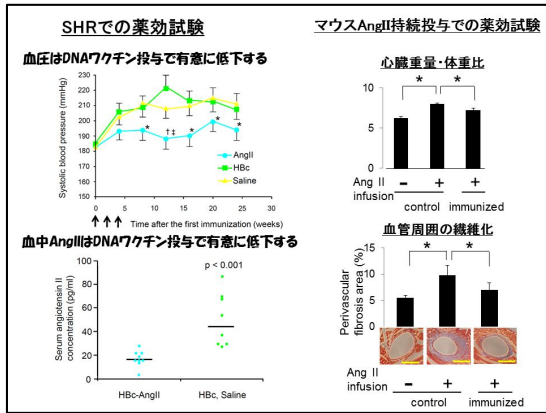 SHRでの薬効試験
血圧はDNAワクチン投与で有意に低下する
Systolic blood pressure (mmHg)
230
220
210
200
190
180
170
160
150
0
5
10
15
20
25
30
*
†‡
*
*
*
AngII
HBc
Saline
Time after the first immunization (weeks)
血中AngIIはDNAワクチン投与で有意に低下する
Serum angiotensin II
concentration (pg/ml)
100
80
60
40
20
0
p < 0.001
HBc-AngII
HBc, Saline
マウスAngII持続投与での薬効試験
心臓重量・体重比
10
5
0
*
*
Ang II
infusion
－
+
+
control
immunized
血管周囲の繊維化
Perivascular
fibrosis area (%)
15
10
5
0
*
*
Ang II
infusion
－
+
+
control
immunized